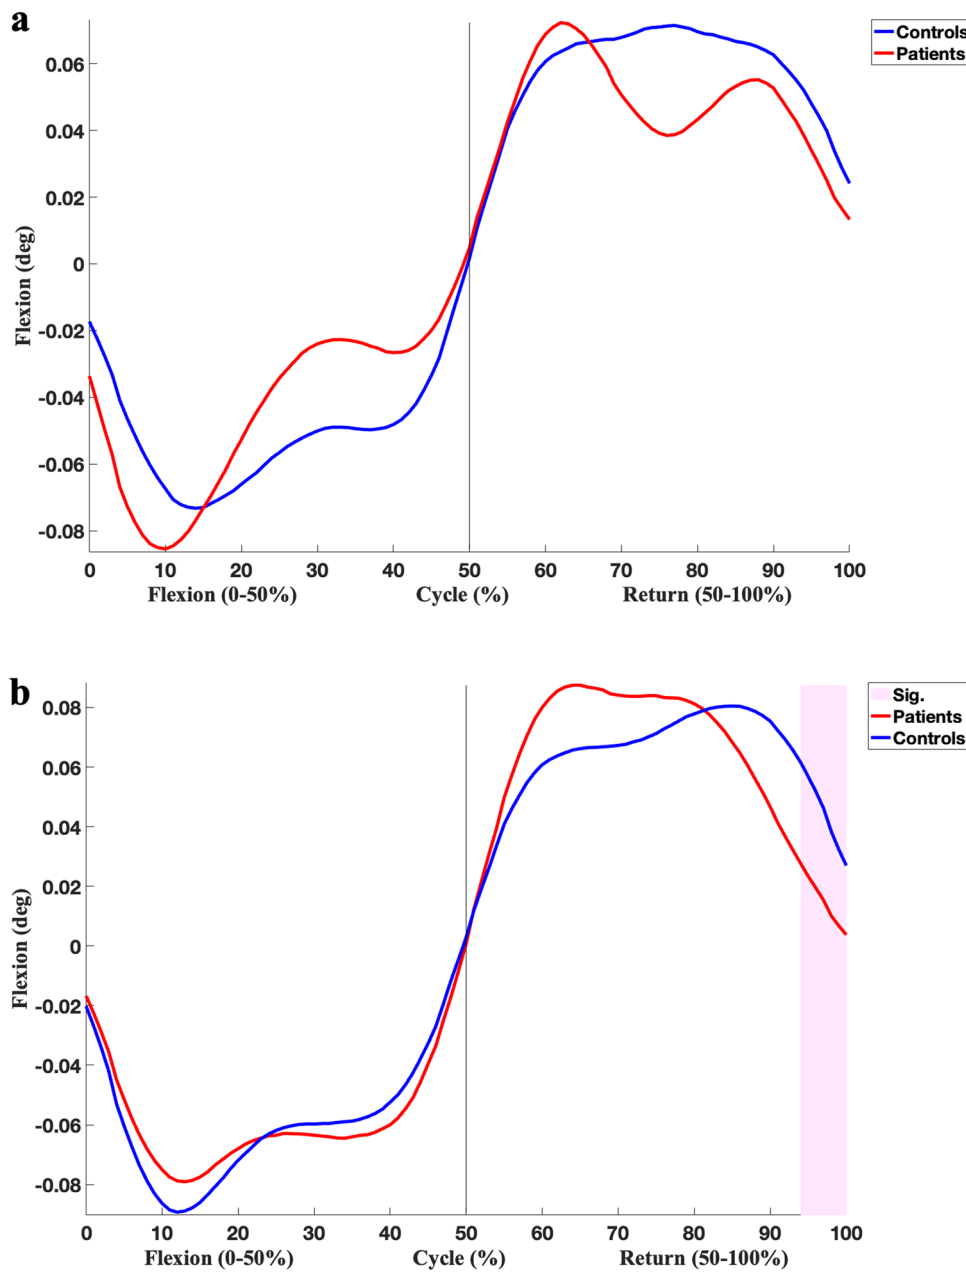 a
Controls
Patients
0.06
0.04
0.02
0
-0.02
-0.04
-0.06
-0.08
Flexion (deg)
0 10 20 30 40 50 60 70 80 90 100
Flexion (0-50%) Cycle (%) Return (50-100%)
b
Sig.
Patients
Controls
0.08
0.06
0.04
0.02
0
-0.02
-0.04
-0.06
-0.08
Flexion (deg)
0 10 20 30 40 50 60 70 80 90 100
Flexion (0-50%) Cycle (%) Return (50-100%)